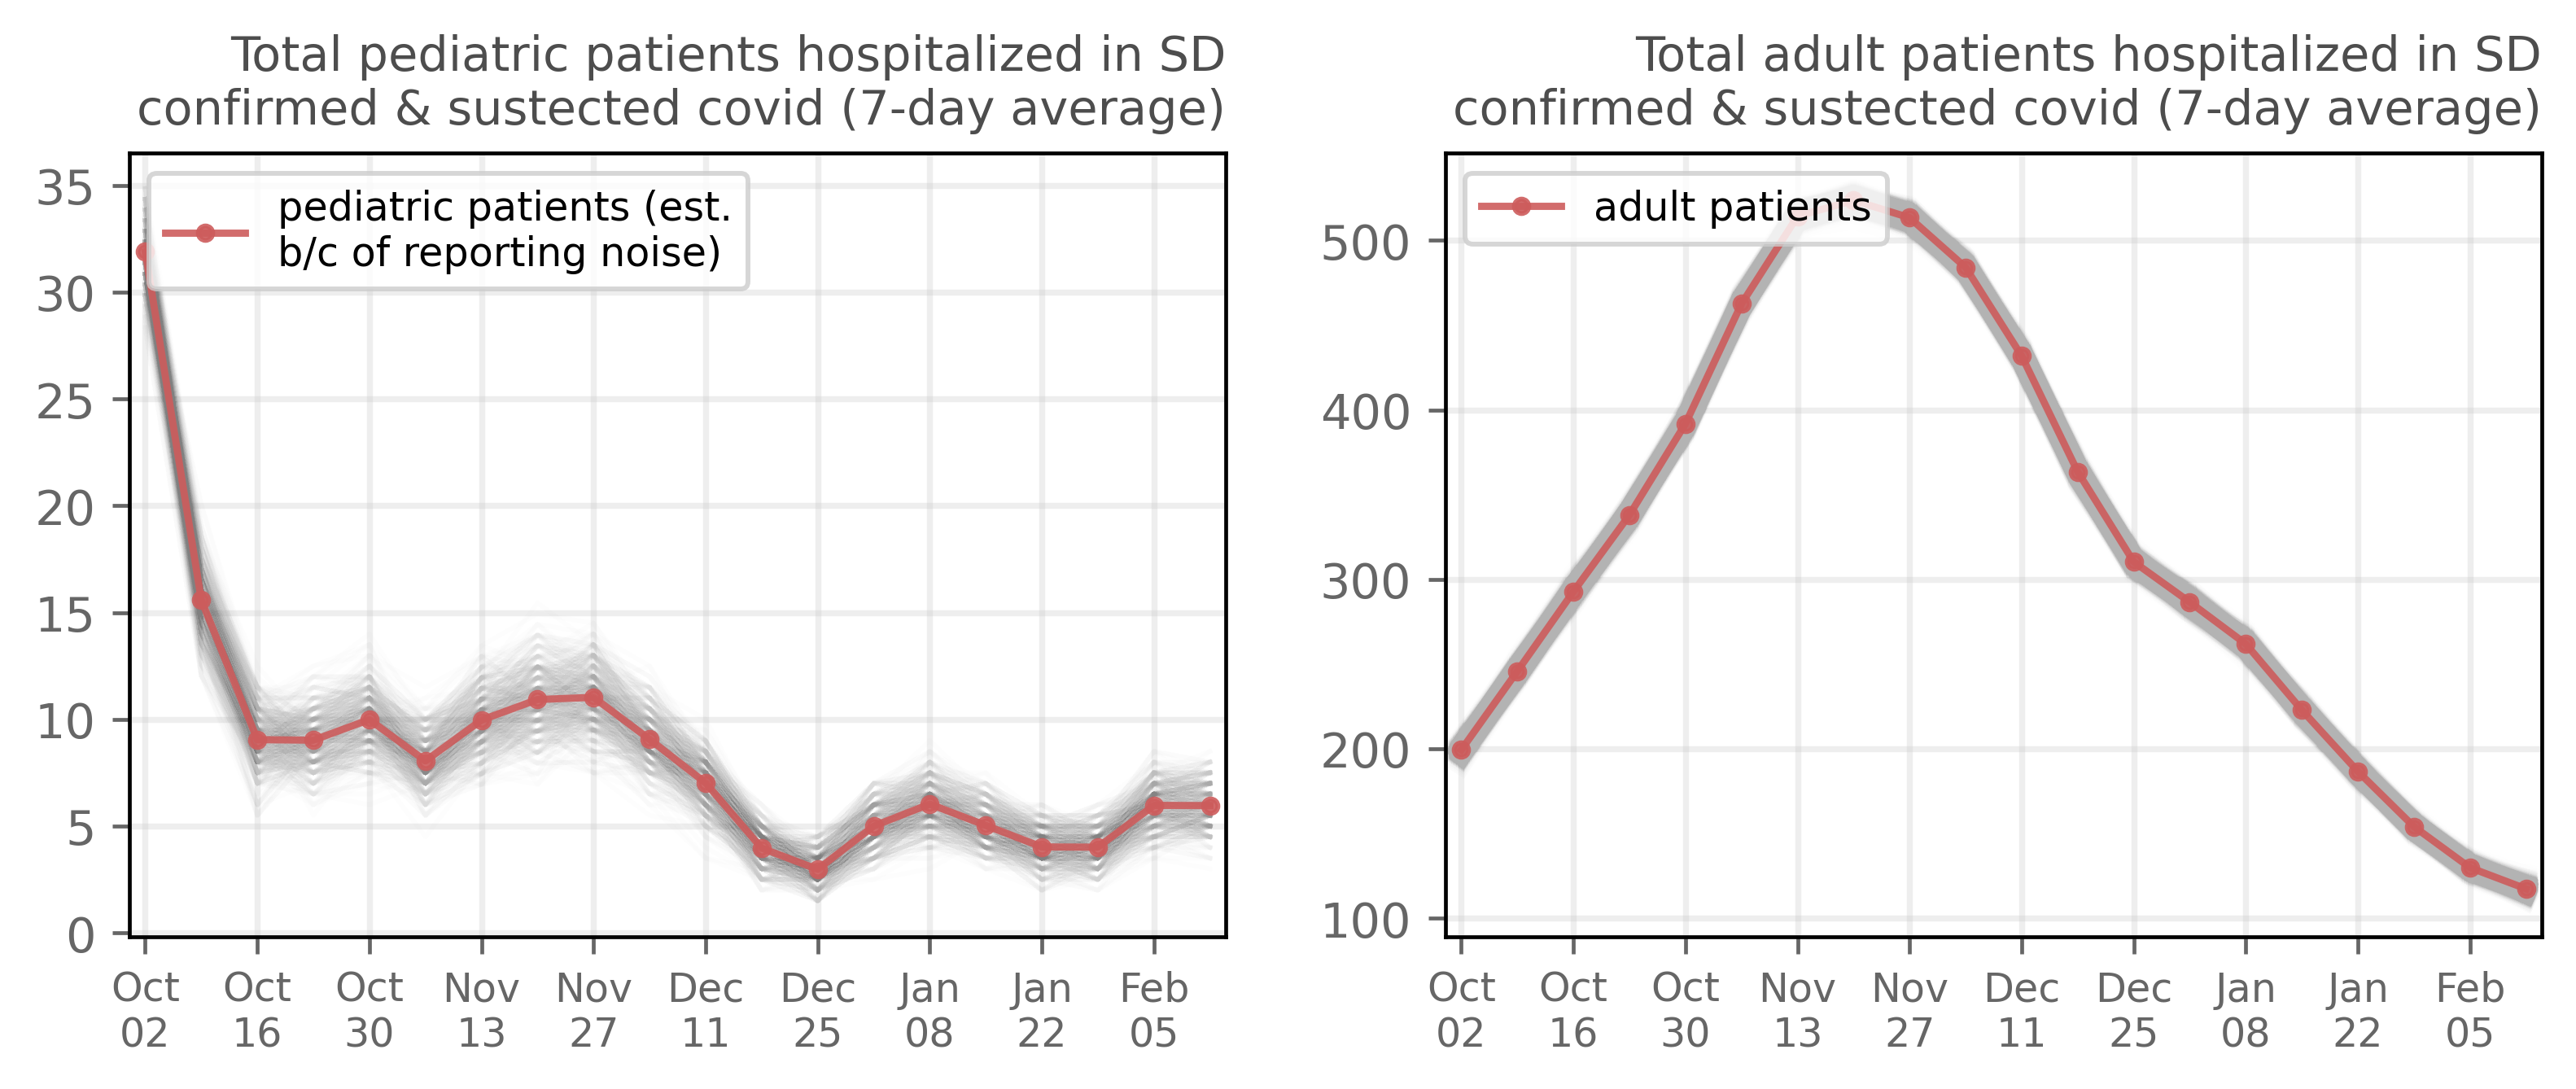 Total pediatric patients hospitalized in SD
confirmed & sustected covid (7-day average)
pediatric patients (est.
b/c of reporting noise)
35
30
25
20
15
10
5
0
Oct Oct Oct Nov Nov Dec Dec Jan Jan Feb
02 16 30 13 27 11 25 08 22 05
Total adult patients hospitalized in SD
confirmed & sustected covid (7-day average)
adult patients
500
400
300
200
100
Oct Oct Oct Nov Nov Dec Dec Jan Jan Feb
02 16 30 13 27 11 25 08 22 05